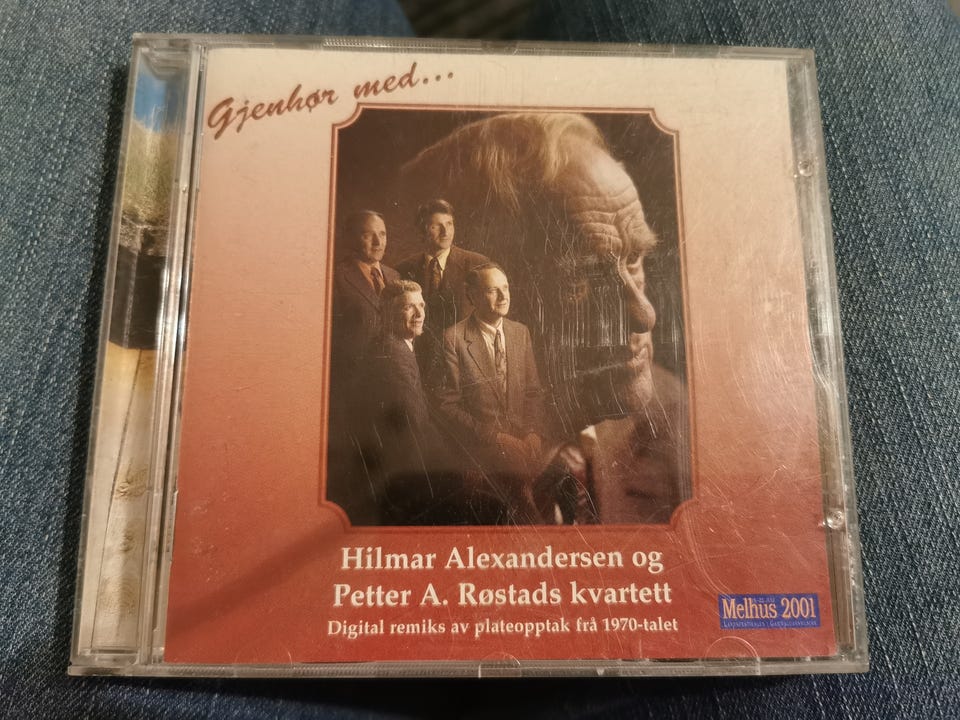 Gjenhør med...
Hilmar Alexandersen og
Petter A. Røstads kvartett
Digital remiks av plateopptak frå 1970-talet
Melhus 2001